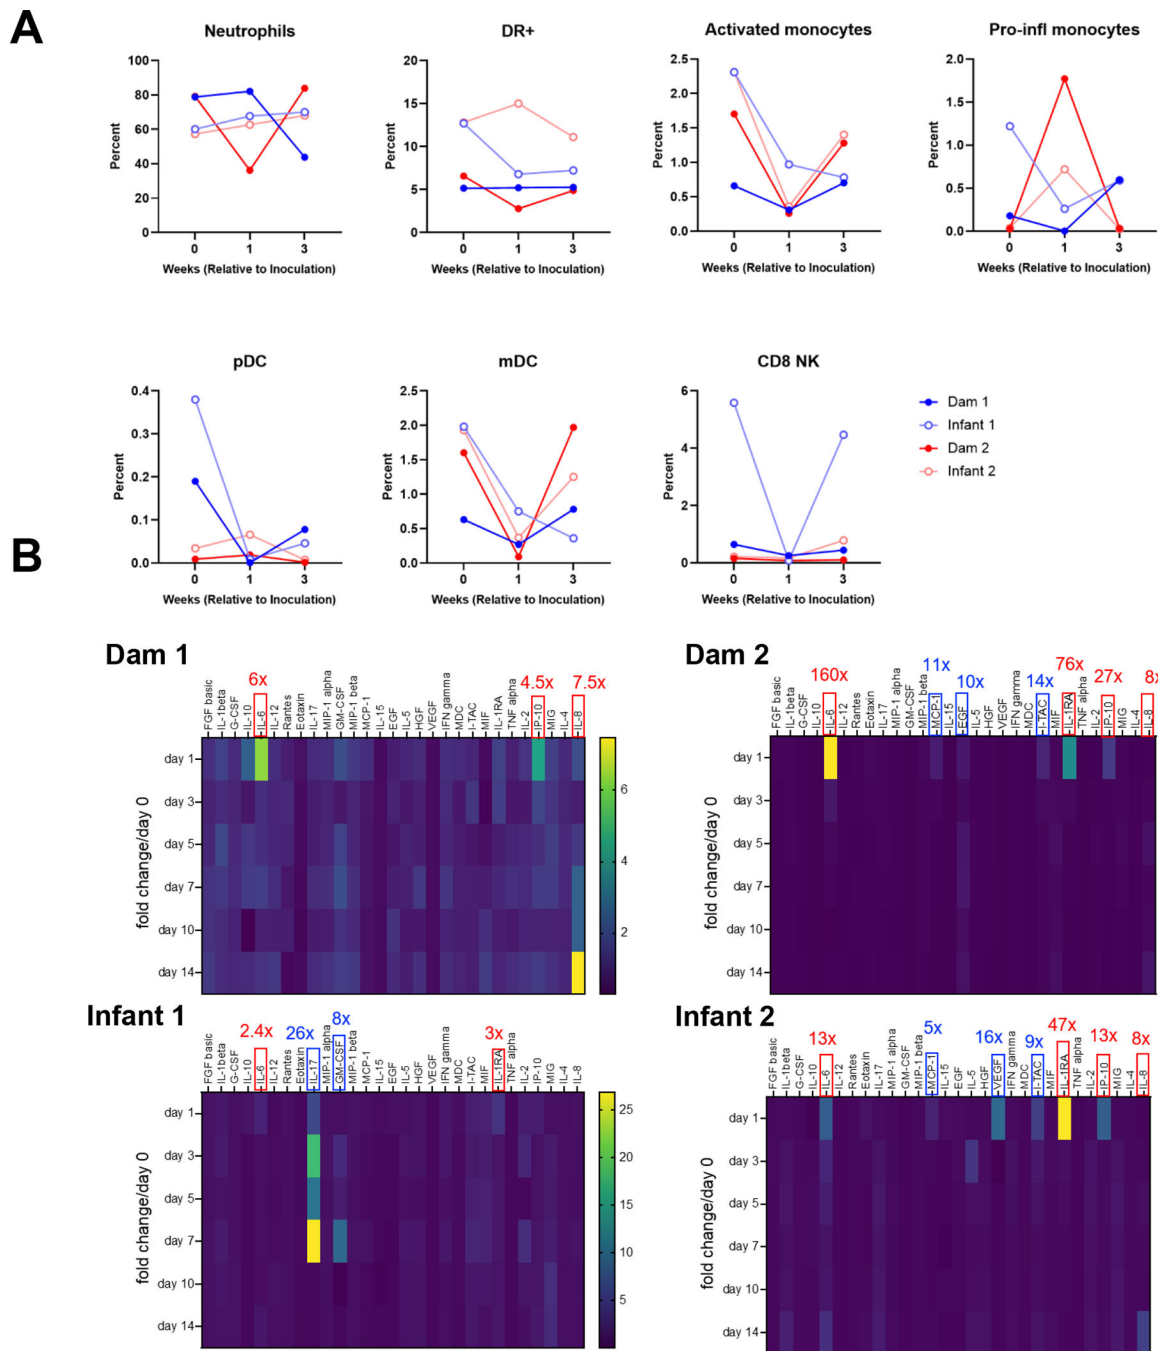 A
Neutrophils
DR+
Activated monocytes
Pro-infl monocytes
Percent
100
80
60
40
20
0
0 1 3
Weeks (Relative to Inoculation)
Percent
20
15
10
5
0
0 1 3
Weeks (Relative to Inoculation)
Percent
2.5
2.0
1.5
1.0
0.5
0.0
0 1 3
Weeks (Relative to Inoculation)
Percent
2.0
1.5
1.0
0.5
0.0
0 1 3
Weeks (Relative to Inoculation)
pDC
mDC
CD8 NK
Percent
0.4
0.3
0.2
0.1
0.0
0 1 3
Weeks (Relative to Inoculation)
Percent
2.5
2.0
1.5
1.0
0.5
0.0
0 1 3
Weeks (Relative to Inoculation)
Percent
6
4
2
0
0 1 3
Weeks (Relative to Inoculation)
Dam 1
Infant 1
Dam 2
Infant 2
B
Dam 1
6x 4.5x 7.5x
FGF basic
IL-1beta
G-CSF
IL-10
IL-6
IL-12
Rantes
Eotaxin
IL-17
MIP-1 alpha
GM-CSF
MIP-1 beta
MCP-1
IL-15
EGF
IL-5
HGF
VEGF
IFN gamma
MDC
I-TAC
MIF
IL-1RA
TNF alpha
IL-2
IP-10
MIG
IL-4
IL-8
fold change/day 0
day 1
day 3
day 5
day 7
day 10
day 14
6
4
2
Dam 2
160x 11x 10x 14x 76x 27x 8x
FGF basic
IL-1beta
G-CSF
IL-10
IL-6
IL-12
Rantes
Eotaxin
IL-17
MIP-1 alpha
GM-CSF
MIP-1 beta
MCP-1
IL-15
EGF
IL-5
HGF
VEGF
IFN gamma
MDC
I-TAC
MIF
IL-1RA
TNF alpha
IL-2
IP-10
MIG
IL-4
IL-8
fold change/day 0
day 1
day 3
day 5
day 7
day 10
day 14
Infant 1
2.4x 26x 8x 3x
FGF basic
IL-1beta
G-CSF
IL-10
IL-6
IL-12
Rantes
Eotaxin
IL-17
MIP-1 alpha
GM-CSF
MIP-1 beta
MCP-1
IL-15
EGF
IL-5
HGF
VEGF
IFN gamma
MDC
I-TAC
MIF
IL-1RA
TNF alpha
IL-2
IP-10
MIG
IL-4
IL-8
fold change/day 0
day 1
day 3
day 5
day 7
day 10
day 14
25
20
15
10
5
Infant 2
13x 5x 16x 9x 47x 13x 8x
FGF basic
IL-1beta
G-CSF
IL-10
IL-6
IL-12
Rantes
Eotaxin
IL-17
MIP-1 alpha
GM-CSF
MIP-1 beta
MCP-1
IL-15
EGF
IL-5
HGF
VEGF
IFN gamma
MDC
I-TAC
MIF
IL-1RA
TNF alpha
IL-2
IP-10
MIG
IL-4
IL-8
fold change/day 0
day 1
day 3
day 5
day 7
day 10
day 14